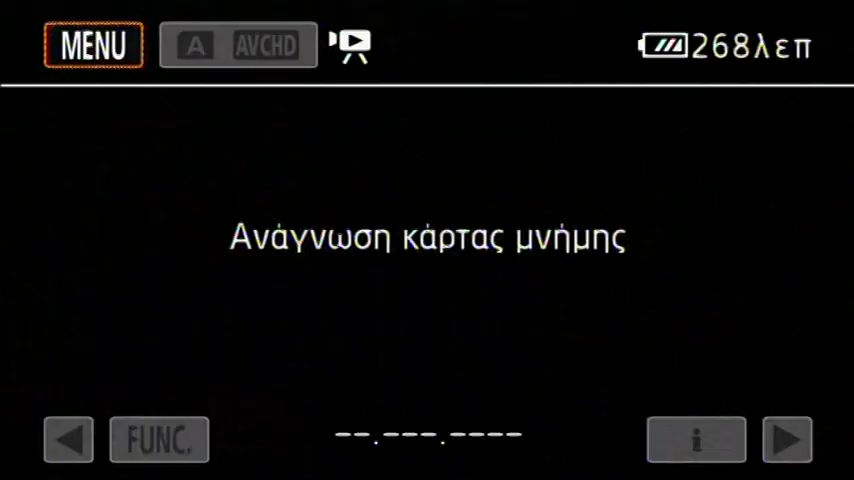 MENU A AVCHD 268λεπ
Ανάγνωση κάρτας μνήμης
FUNC. --.---.---- i